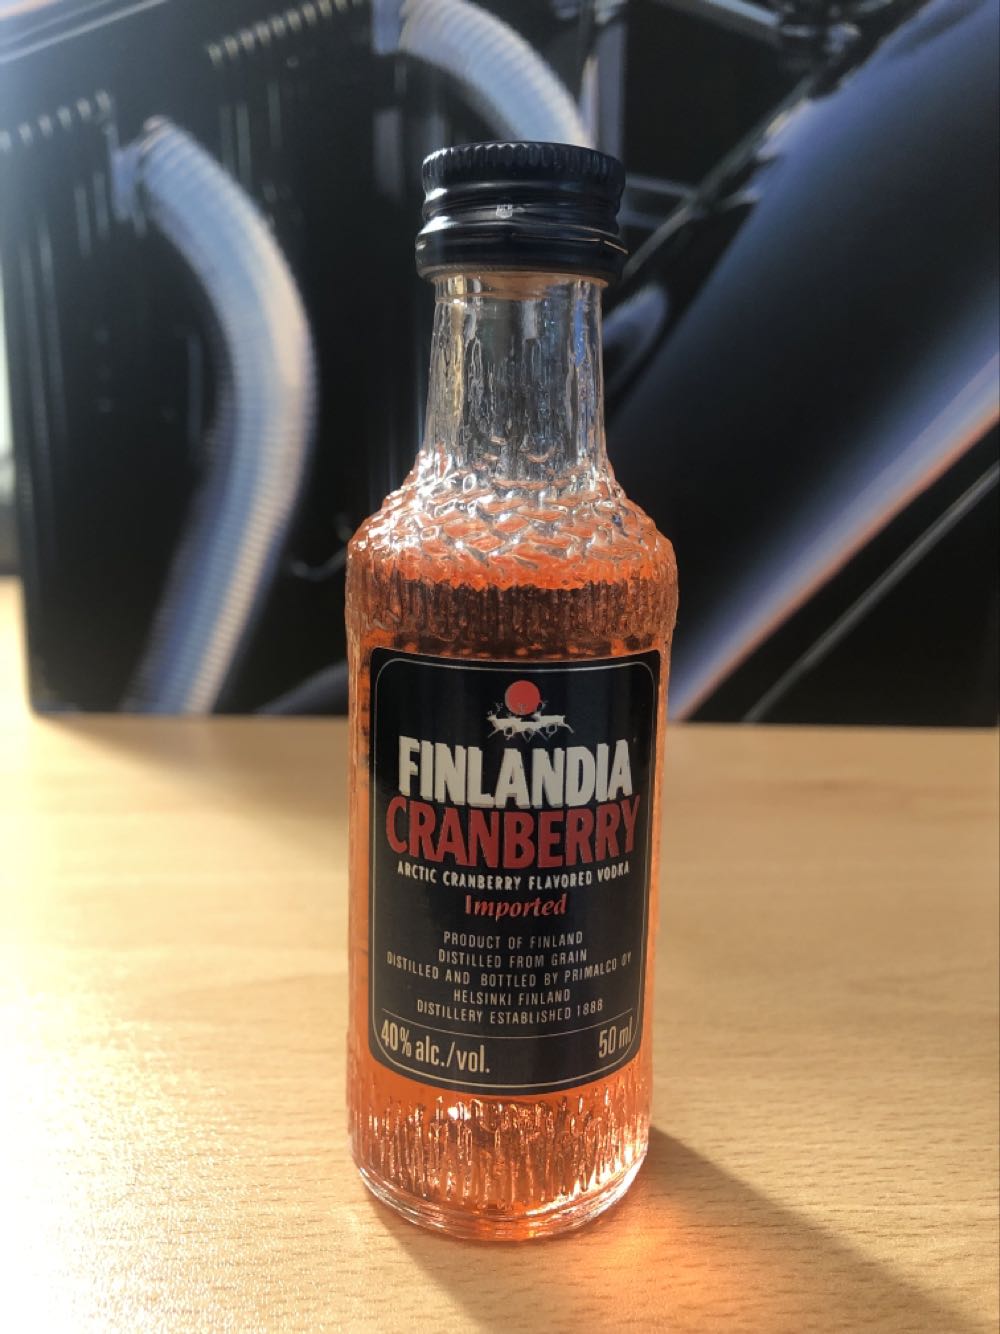 FINLANDIA
CRANBERRY
ARCTIC CRANBERRY FLAVORED VODKA
Imported
PRODUCT OF FINLAND
DISTILLED FROM GRAIN
DISTILLED AND BOTTLED BY PRIMALCO OY
HELSINKI FINLAND
DISTILLERY ESTABLISHED 1888
40% alc./vol. 50 ml